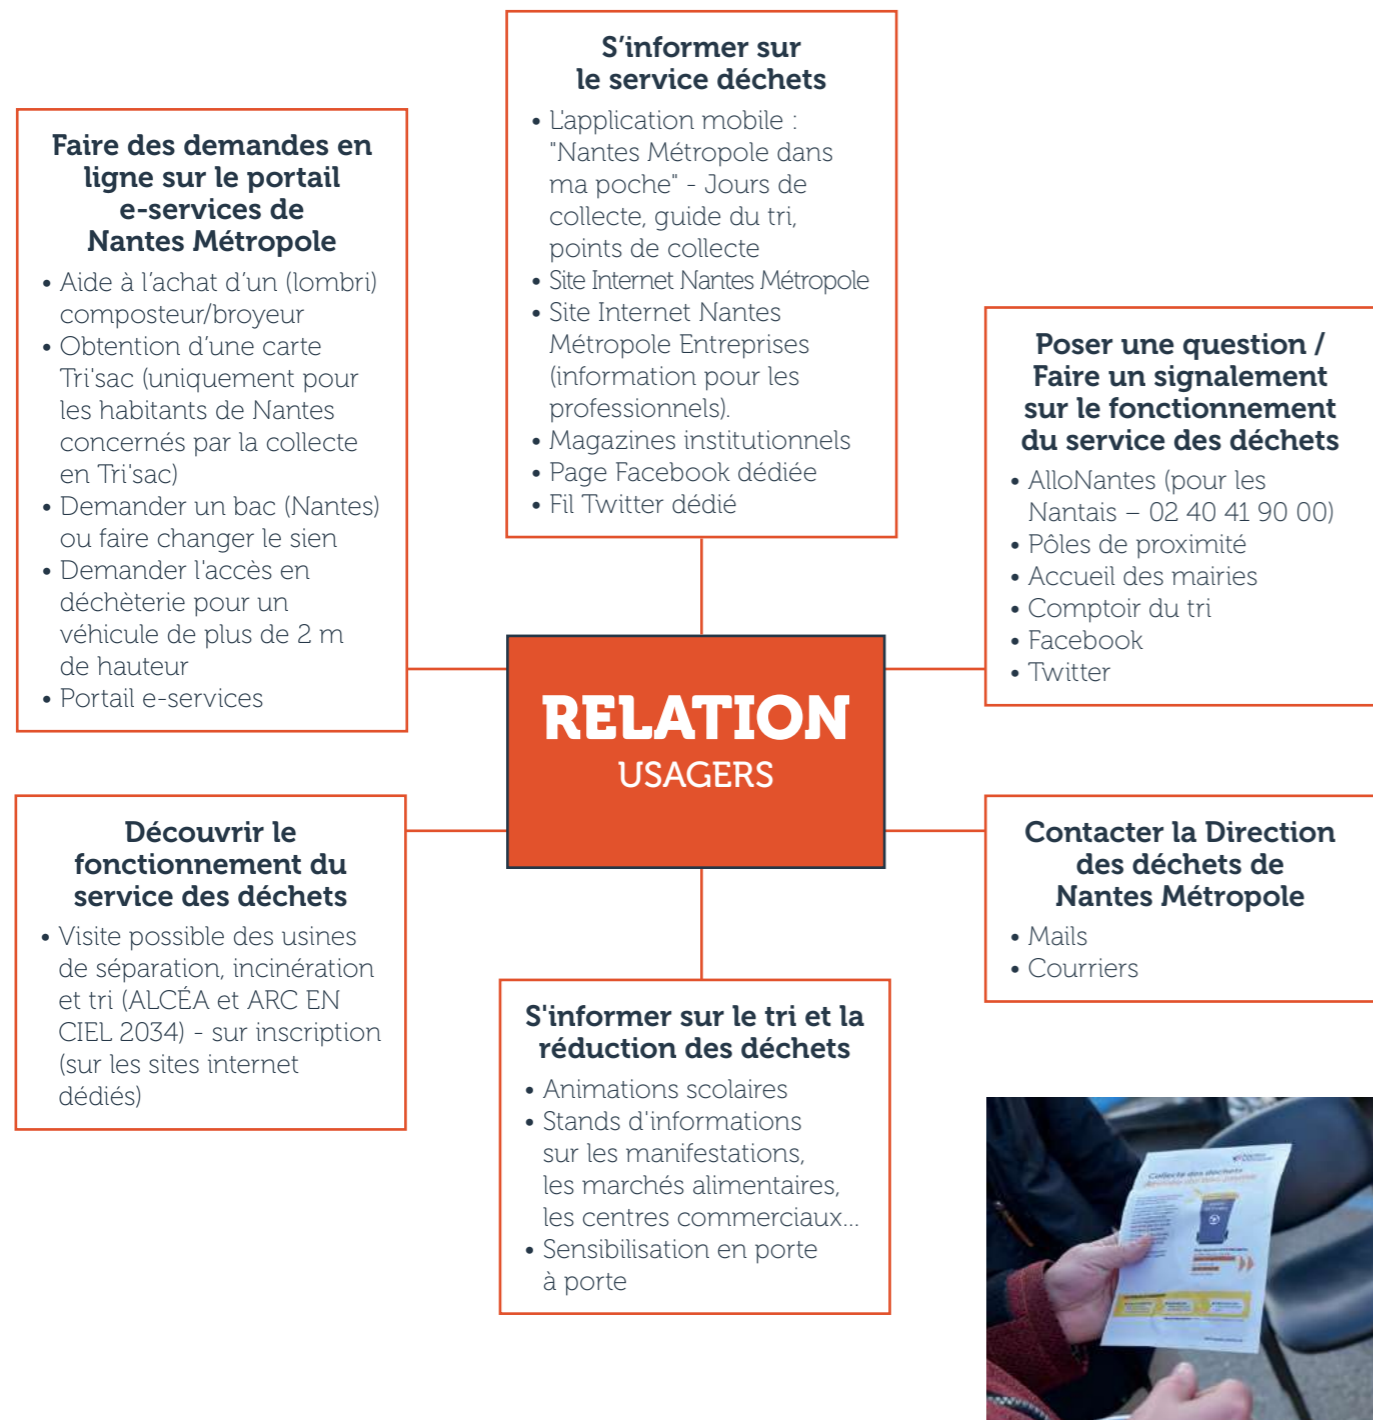 S'informer sur
le service déchets
• L'application mobile :
"Nantes Métropole dans
ma poche" - Jours de
collecte, guide du tri,
points de collecte
• Site Internet Nantes Métropole
• Site Internet Nantes
Métropole Entreprises
(information pour les
professionnels).
• Magazines institutionnels
• Page Facebook dédiée
• Fil Twitter dédié
Faire des demandes en
ligne sur le portail
e-services de
Nantes Métropole
• Aide à l'achat d'un (lombri)
composteur/broyeur
• Obtention d'une carte
Tri'sac (uniquement pour
les habitants de Nantes
concernés par la collecte
en Tri'sac)
• Demander un bac (Nantes)
ou faire changer le sien
• Demander l'accès en
déchèterie pour un
véhicule de plus de 2 m
de hauteur
• Portail e-services
Poser une question /
Faire un signalement
sur le fonctionnement
du service des déchets
• AlloNantes (pour les
Nantais – 02 40 41 90 00)
• Pôles de proximité
• Accueil des mairies
• Comptoir du tri
• Facebook
• Twitter
RELATION
USAGERS
Découvrir le
fonctionnement du
service des déchets
• Visite possible des usines
de séparation, incinération
et tri (ALCÉA et ARC EN
CIEL 2034) - sur inscription
(sur les sites internet
dédiés)
Contacter la Direction
des déchets de
Nantes Métropole
• Mails
• Courriers
S'informer sur le tri et la
réduction des déchets
• Animations scolaires
• Stands d'informations
sur les manifestations,
les marchés alimentaires,
les centres commerciaux...
• Sensibilisation en porte
à porte
Collecte des déchets